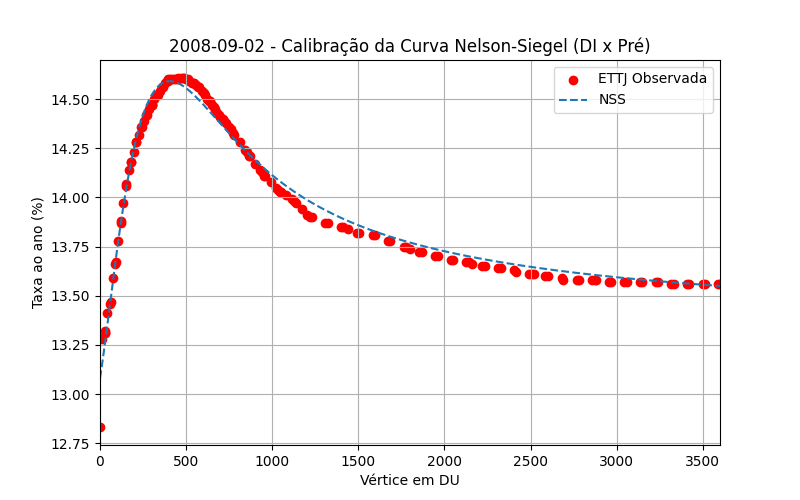 2008-09-02 - Calibração da Curva Nelson-Siegel (DI x Pré)
ETTJ Observada
NSS
Taxa ao ano (%)
14.50
14.25
14.00
13.75
13.50
13.25
13.00
12.75
0 500 1000 1500 2000 2500 3000 3500
Vértice em DU